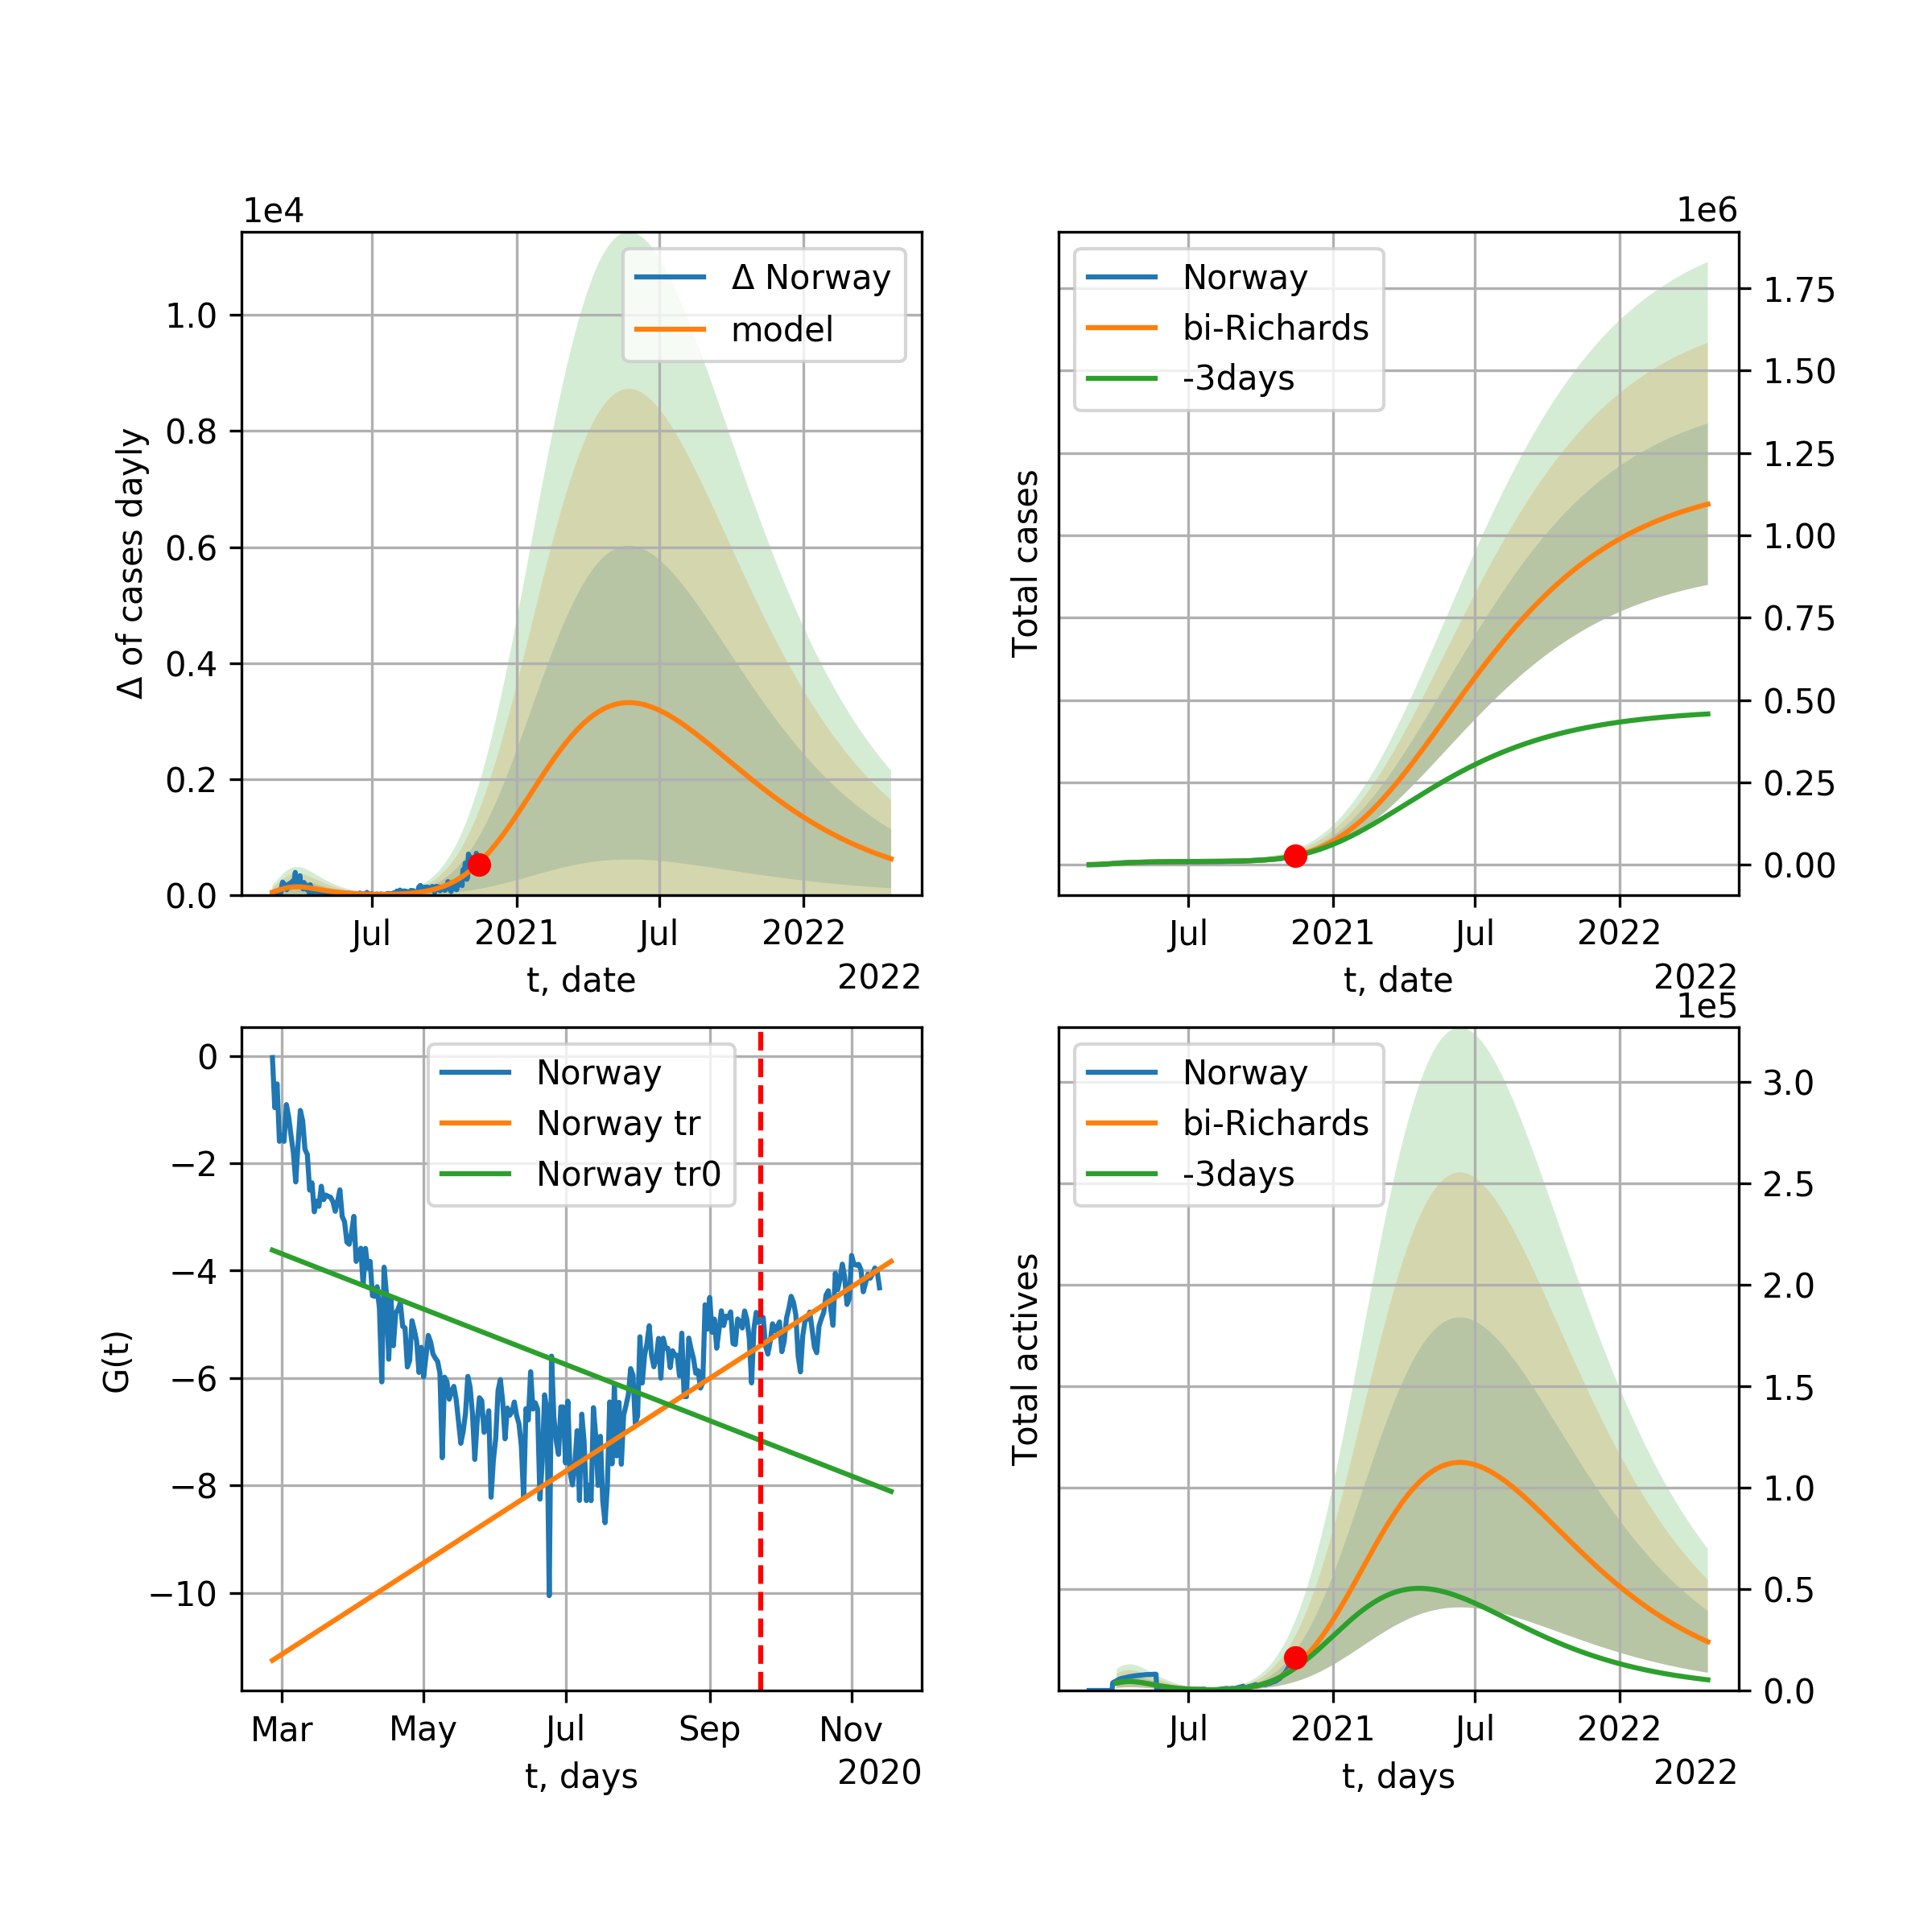 1e4
1.0
0.8
0.6
0.4
0.2
0.0
Δ of cases dayly
Δ Norway
model
Jul
2021
Jul
2022
t, date
2022
1e6
Norway
bi-Richards
-3days
Total cases
1.75
1.50
1.25
1.00
0.75
0.50
0.25
0.00
Jul
2021
Jul
2022
t, date
2022
0
−2
−4
−6
−8
−10
G(t)
Norway
Norway tr
Norway tr0
Mar
May
Jul
Sep
Nov
t, days
2020
1e5
Norway
bi-Richards
-3days
Total actives
3.0
2.5
2.0
1.5
1.0
0.5
0.0
Jul
2021
Jul
2022
t, days
2022